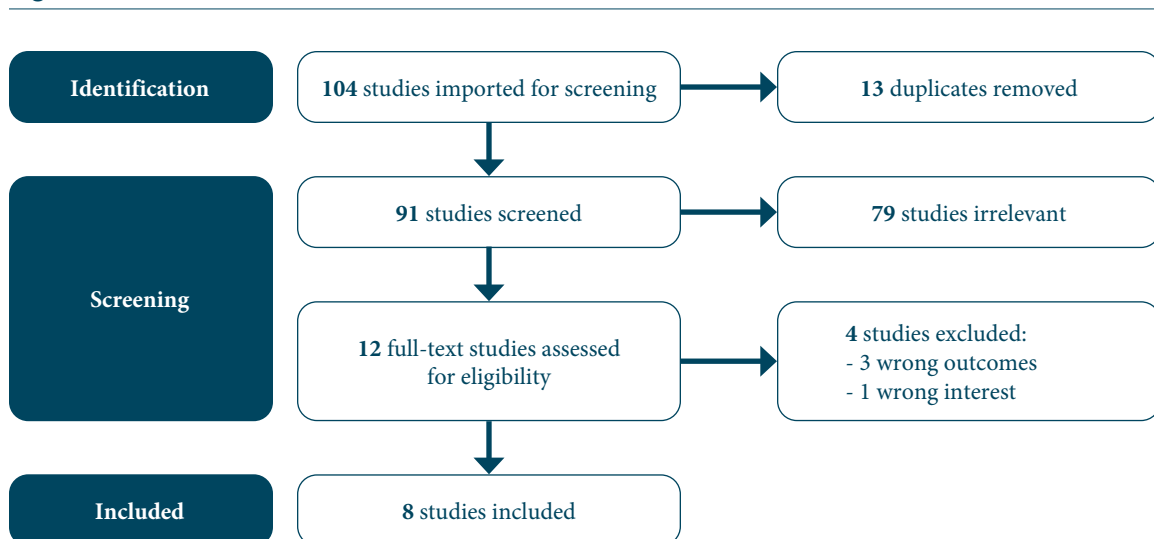 Identification
104 studies imported for screening
13 duplicates removed
91 studies screened
79 studies irrelevant
Screening
12 full-text studies assessed
for eligibility
4 studies excluded:
- 3 wrong outcomes
- 1 wrong interest
Included
8 studies included